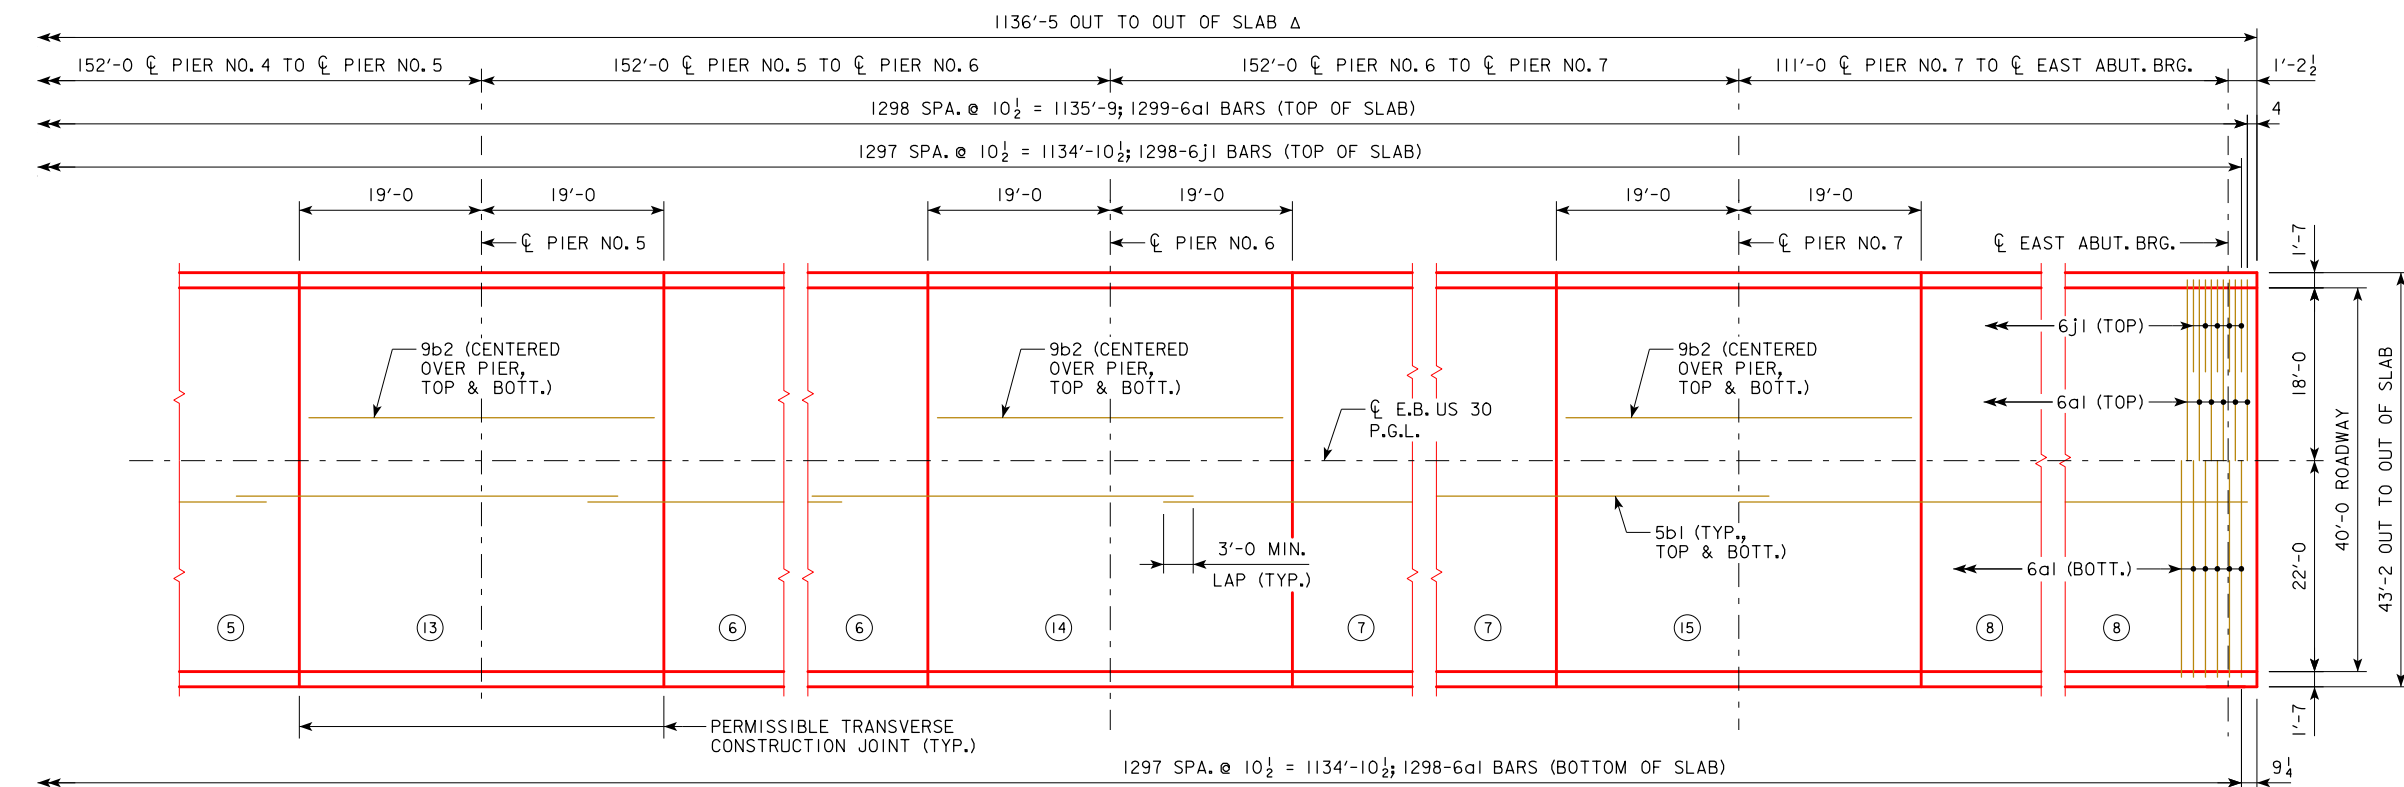 1136'-5 OUT TO OUT OF SLAB Δ
152'-0 ℄ PIER NO. 4 TO ℄ PIER NO. 5
152'-0 ℄ PIER NO. 5 TO ℄ PIER NO. 6
152'-0 ℄ PIER NO. 6 TO ℄ PIER NO. 7
111'-0 ℄ PIER NO. 7 TO ℄ EAST ABUT. BRG.
1'-2½
1298 SPA. @ 10½ = 1135'-9; 1299-6a1 BARS (TOP OF SLAB)
4
1297 SPA. @ 10½ = 1134'-10½; 1298-6j1 BARS (TOP OF SLAB)
19'-0
19'-0
19'-0
19'-0
19'-0
19'-0
℄ PIER NO. 5
℄ PIER NO. 6
℄ PIER NO. 7
℄ EAST ABUT. BRG.
1'-7
9b2 (CENTERED
OVER PIER,
TOP & BOTT.)
9b2 (CENTERED
OVER PIER,
TOP & BOTT.)
9b2 (CENTERED
OVER PIER,
TOP & BOTT.)
6j1 (TOP)
6a1 (TOP)
℄ E.B. US 30
P.G.L.
18'-0
40'-0 ROADWAY
43'-2 OUT TO OUT OF SLAB
5b1 (TYP.,
TOP & BOTT.)
3'-0 MIN.
LAP (TYP.)
6a1 (BOTT.)
22'-0
5
13
6
6
14
7
7
15
8
8
1'-7
PERMISSIBLE TRANSVERSE
CONSTRUCTION JOINT (TYP.)
1297 SPA. @ 10½ = 1134'-10½; 1298-6a1 BARS (BOTTOM OF SLAB)
9¼